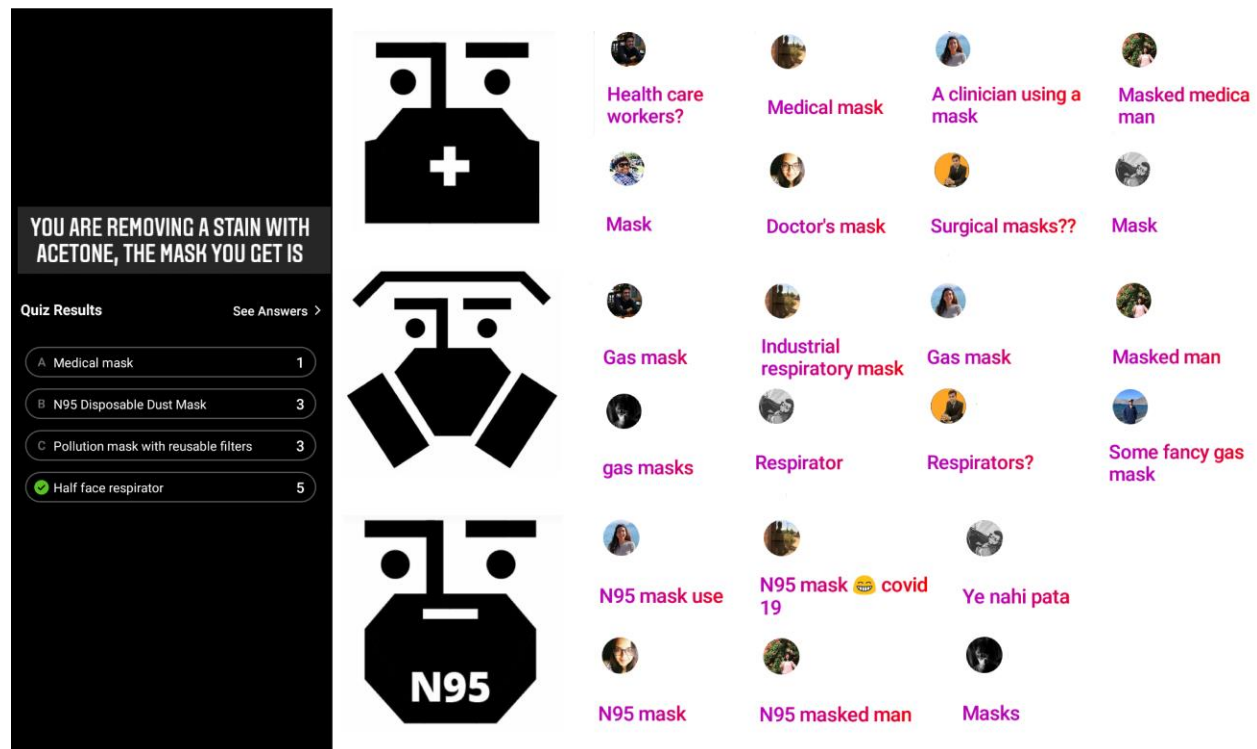 YOU ARE REMOVING A STAIN WITH
ACETONE, THE MASK YOU GET IS
Quiz Results
See Answers >
A Medical mask 1
B N95 Disposable Dust Mask 3
C Pollution mask with reusable filters 3
Half face respirator 5
Health care
workers?
Medical mask
A clinician using a
mask
Masked medica
man
Mask
Doctor's mask
Surgical masks??
Mask
Gas mask
Industrial
respiratory mask
Gas mask
Masked man
gas masks
Respirator
Respirators?
Some fancy gas
mask
N95
N95 mask use
N95 mask 😂 covid
19
Ye nahi pata
N95 mask
N95 masked man
Masks